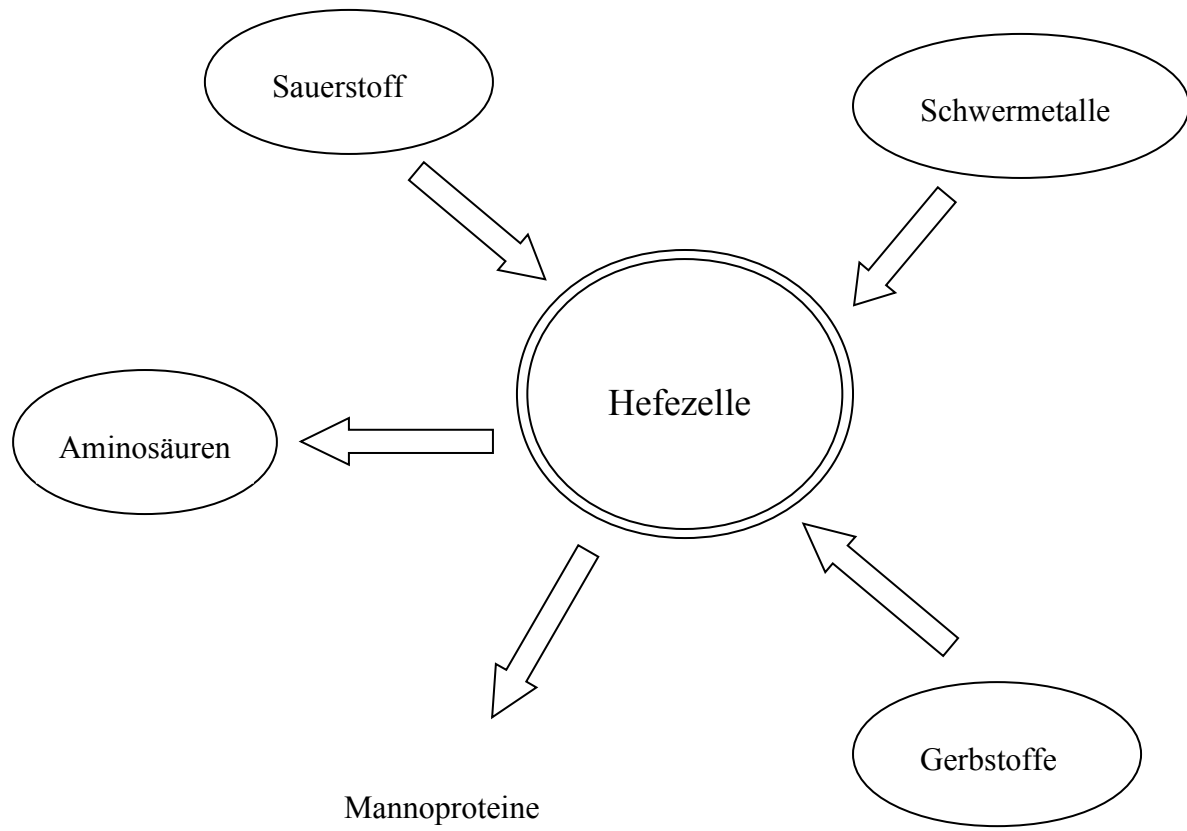 Sauerstoff
Schwermetalle
Hefezelle
Aminosäuren
Gerbstoffe
Mannoproteine